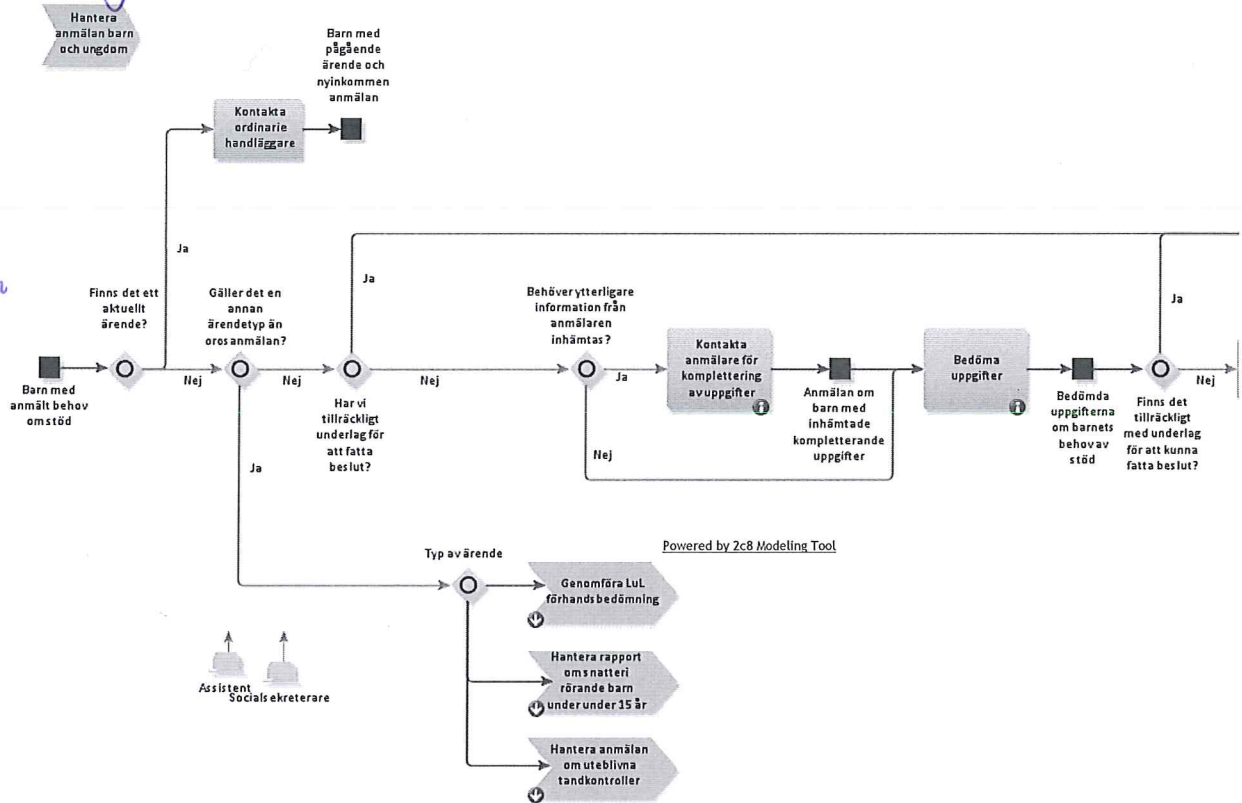 Hantera
anmälan barn
och ungdom
Barn med
pågående
ärende och
nyinkommen
anmälan
Kontakta
ordinarie
handläggare
Ja
Finns det ett
aktuellt
ärende?
Gäller det en
annan
ärendetyp än
orosanmälan?
Ja
Behöver ytterligare
information från
anmälaren
inhämtas?
Ja
Barn med
anmält behov
om stöd
Nej
Nej
Har vi
tillräckligt
underlag för
att fatta
beslut?
Nej
Ja
Kontakta
anmälare för
komplettering
av uppgifter
Anmälan om
barn med
inhämtade
kompletterande
uppgifter
Bedöma
uppgifter
Bedömda
uppgifterna
om barnets
behov av
stöd
Finns det
tillräckligt
med underlag
för att kunna
fatta beslut?
Nej
Ja
Nej
Powered by 2c8 Modeling Tool
Typ av ärende
Genomföra LuL
förhandsbedömning
Hantera rapport
om snatteri
rörande barn
under under 15 år
Hantera anmälan
om uteblivna
tandkontroller
Assistent
Socialsekreterare